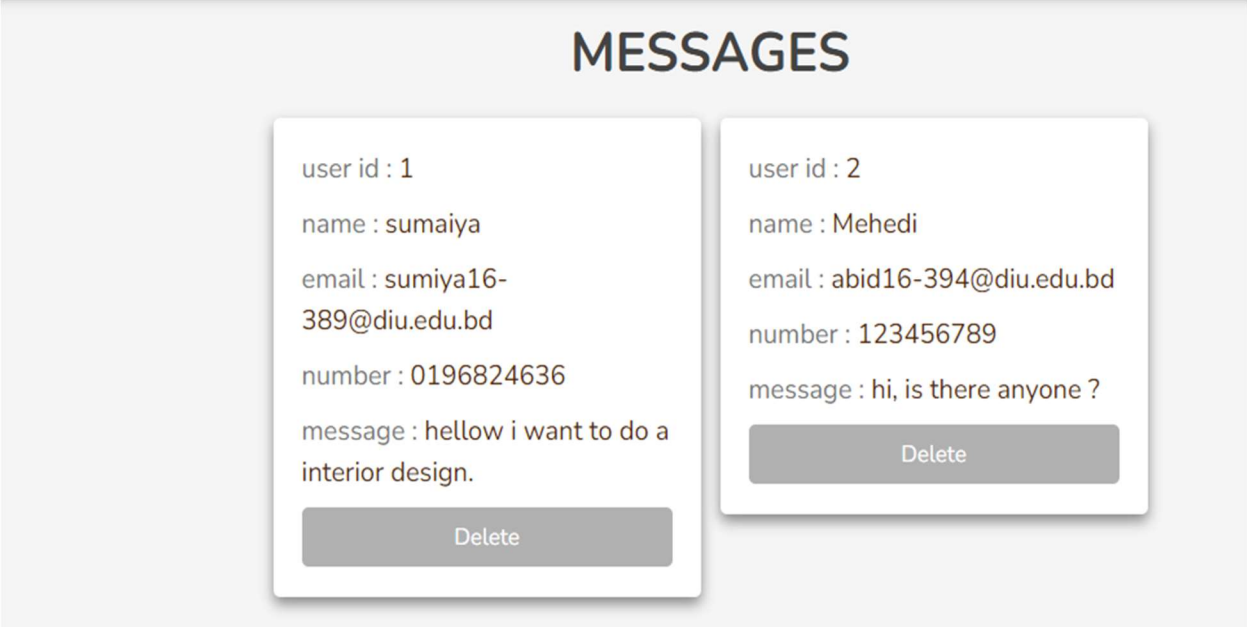 MESSAGES
user id : 1
name : sumaiya
email : sumiya16-
389@diu.edu.bd
number : 0196824636
message : hellow i want to do a
interior design.
Delete
user id : 2
name : Mehedi
email : abid16-394@diu.edu.bd
number : 123456789
message : hi, is there anyone ?
Delete